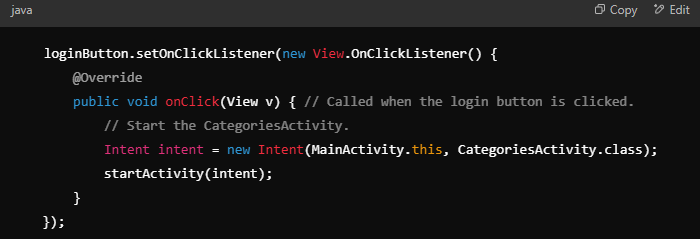 java Copy Edit
loginButton.setOnClickListener(new View.OnClickListener() {
@Override
public void onClick(View v) { // Called when the login button is clicked.
// Start the CategoriesActivity.
Intent intent = new Intent(MainActivity.this, CategoriesActivity.class);
startActivity(intent);
}
});